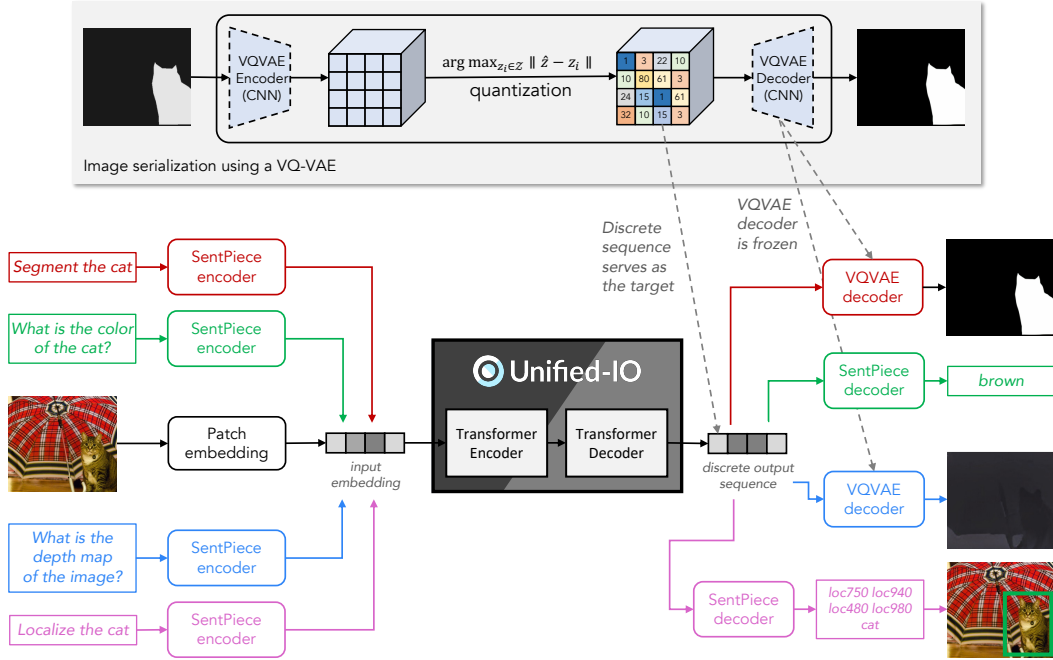 VQVAE
Encoder
(CNN)
arg max_{z_i∈Z} ‖ ẑ − z_i ‖
quantization
1 3 22 10
10 80 61 3
24 15 1 61
32 10 15 3
VQVAE
Decoder
(CNN)
Image serialization using a VQ-VAE
Discrete
sequence
serves as
the target
VQVAE
decoder
is frozen
Segment the cat
SentPiece
encoder
What is the color
of the cat?
SentPiece
encoder
Patch
embedding
What is the
depth map
of the image?
SentPiece
encoder
Localize the cat
SentPiece
encoder
input
embedding
Unified-IO
Transformer
Encoder
Transformer
Decoder
discrete output
sequence
VQVAE
decoder
SentPiece
decoder
brown
VQVAE
decoder
SentPiece
decoder
loc750 loc940
loc480 loc980
cat